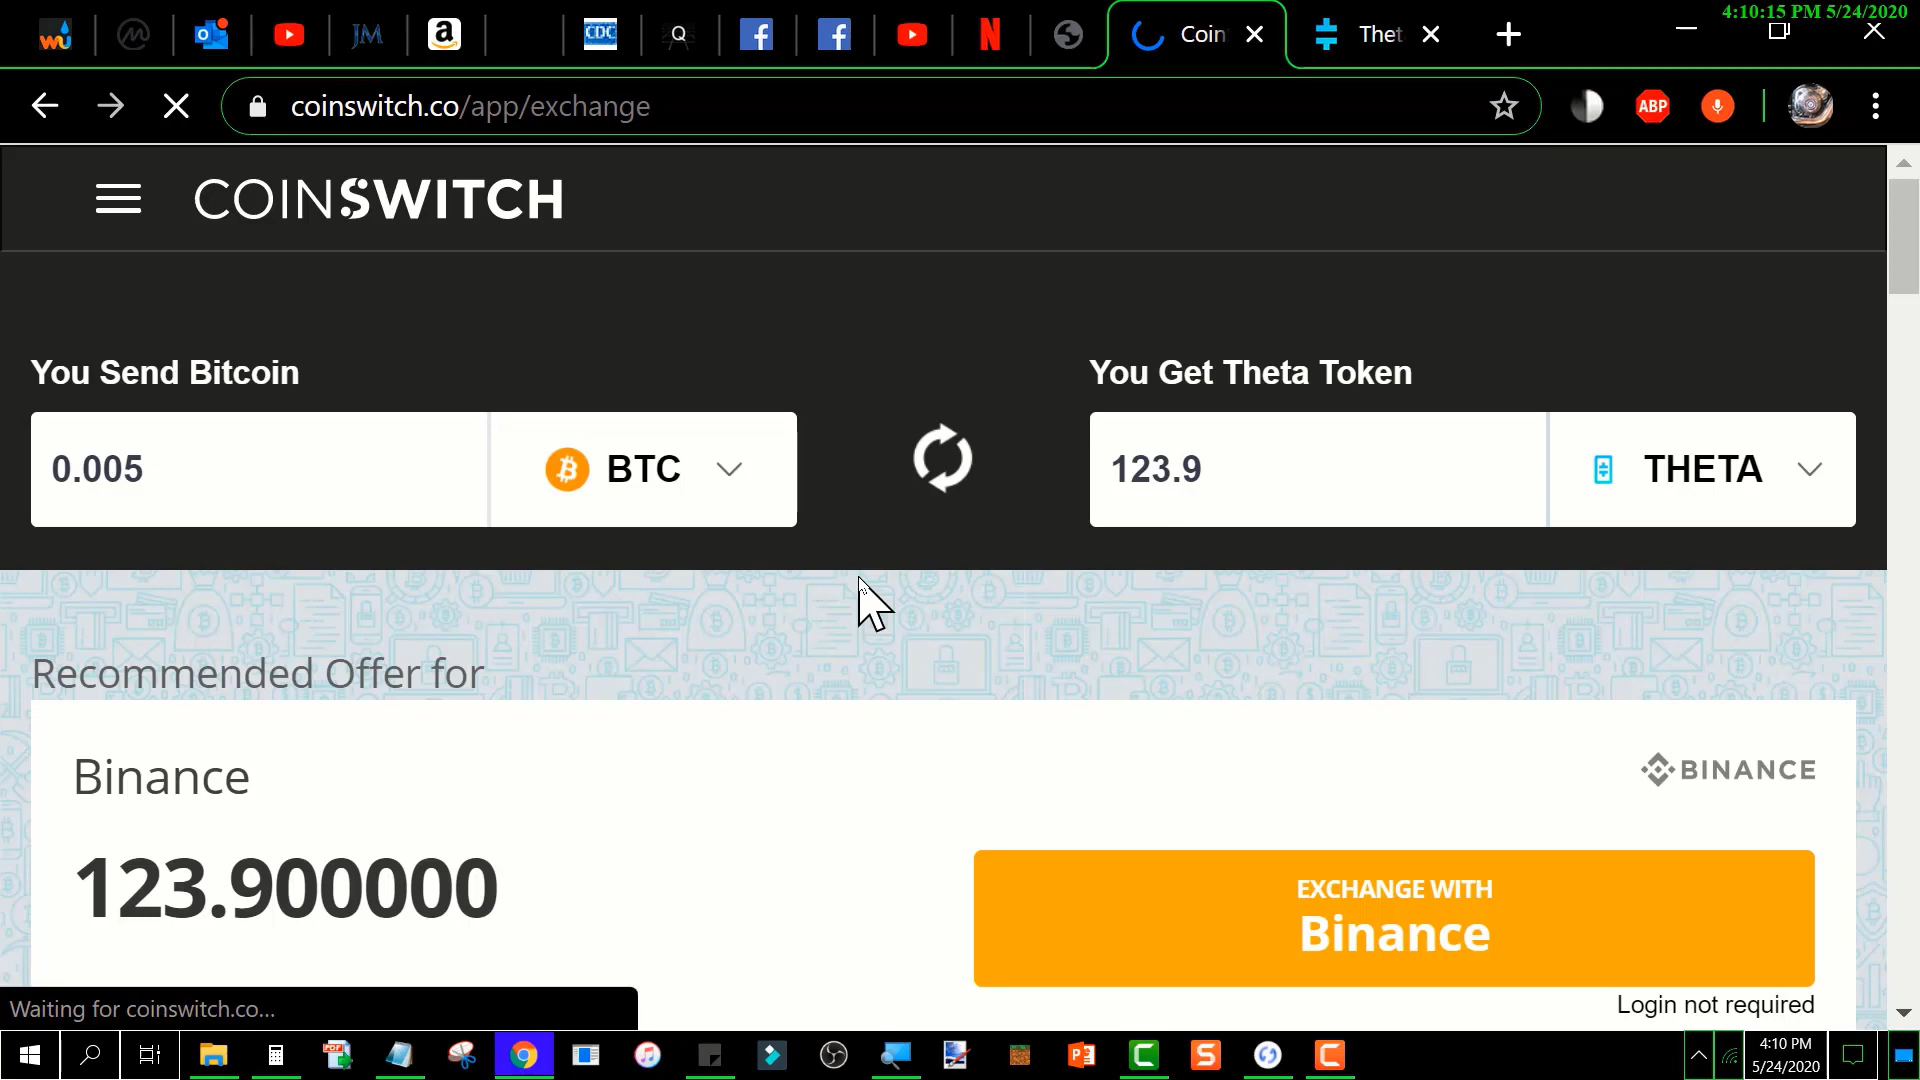 4:10:15 PM 5/24/2020
CDC
Coin
Thet
coinswitch.co/app/exchange
ABP
COINSWITCH
You Send Bitcoin
You Get Theta Token
0.005
BTC
123.9
THETA
Recommended Offer for
Binance
BINANCE
123.900000
EXCHANGE WITH
Binance
Login not required
Waiting for coinswitch.co...
4:10 PM
5/24/2020